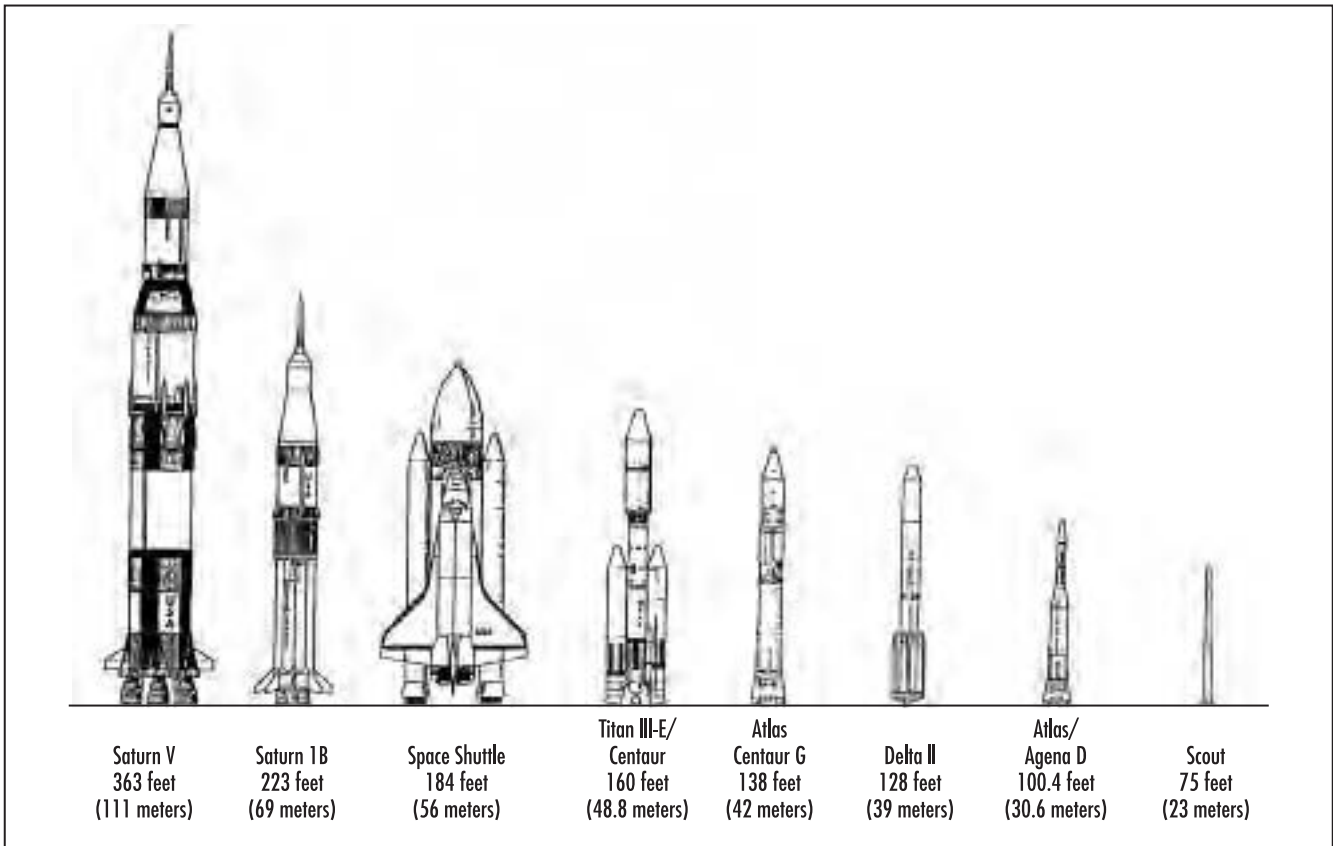 Saturn V
363 feet
(111 meters)
Saturn 1B
223 feet
(69 meters)
Space Shuttle
184 feet
(56 meters)
Titan III-E/
Centaur
160 feet
(48.8 meters)
Atlas
Centaur G
138 feet
(42 meters)
Delta II
128 feet
(39 meters)
Atlas/
Agena D
100.4 feet
(30.6 meters)
Scout
75 feet
(23 meters)